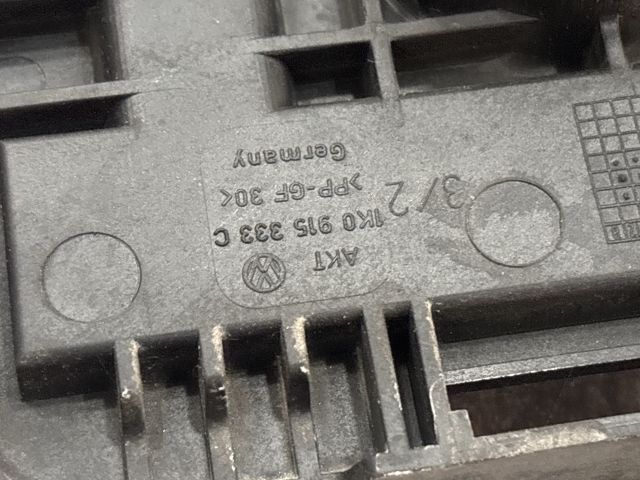 AKT
1K0 915 333 C
>PP-GF 30<
Germany
3/2